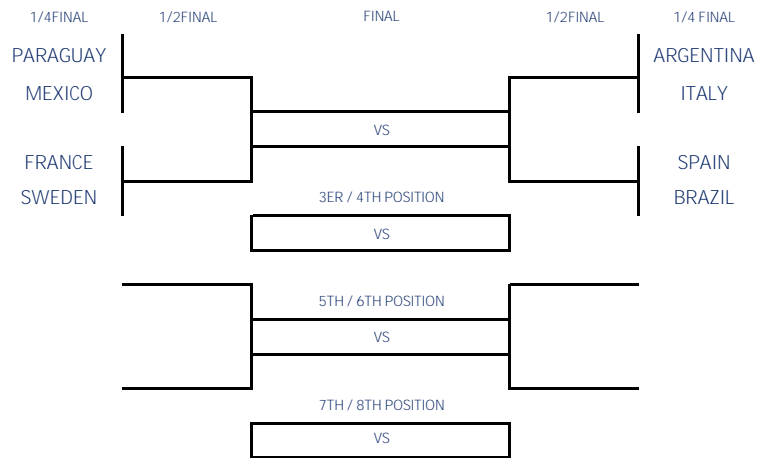 1/4FINAL 1/2FINAL FINAL 1/2FINAL 1/4 FINAL
PARAGUAY ARGENTINA
MEXICO ITALY
VS
FRANCE SPAIN
SWEDEN 3ER / 4TH POSITION BRAZIL
VS
5TH / 6TH POSITION
VS
7TH / 8TH POSITION
VS